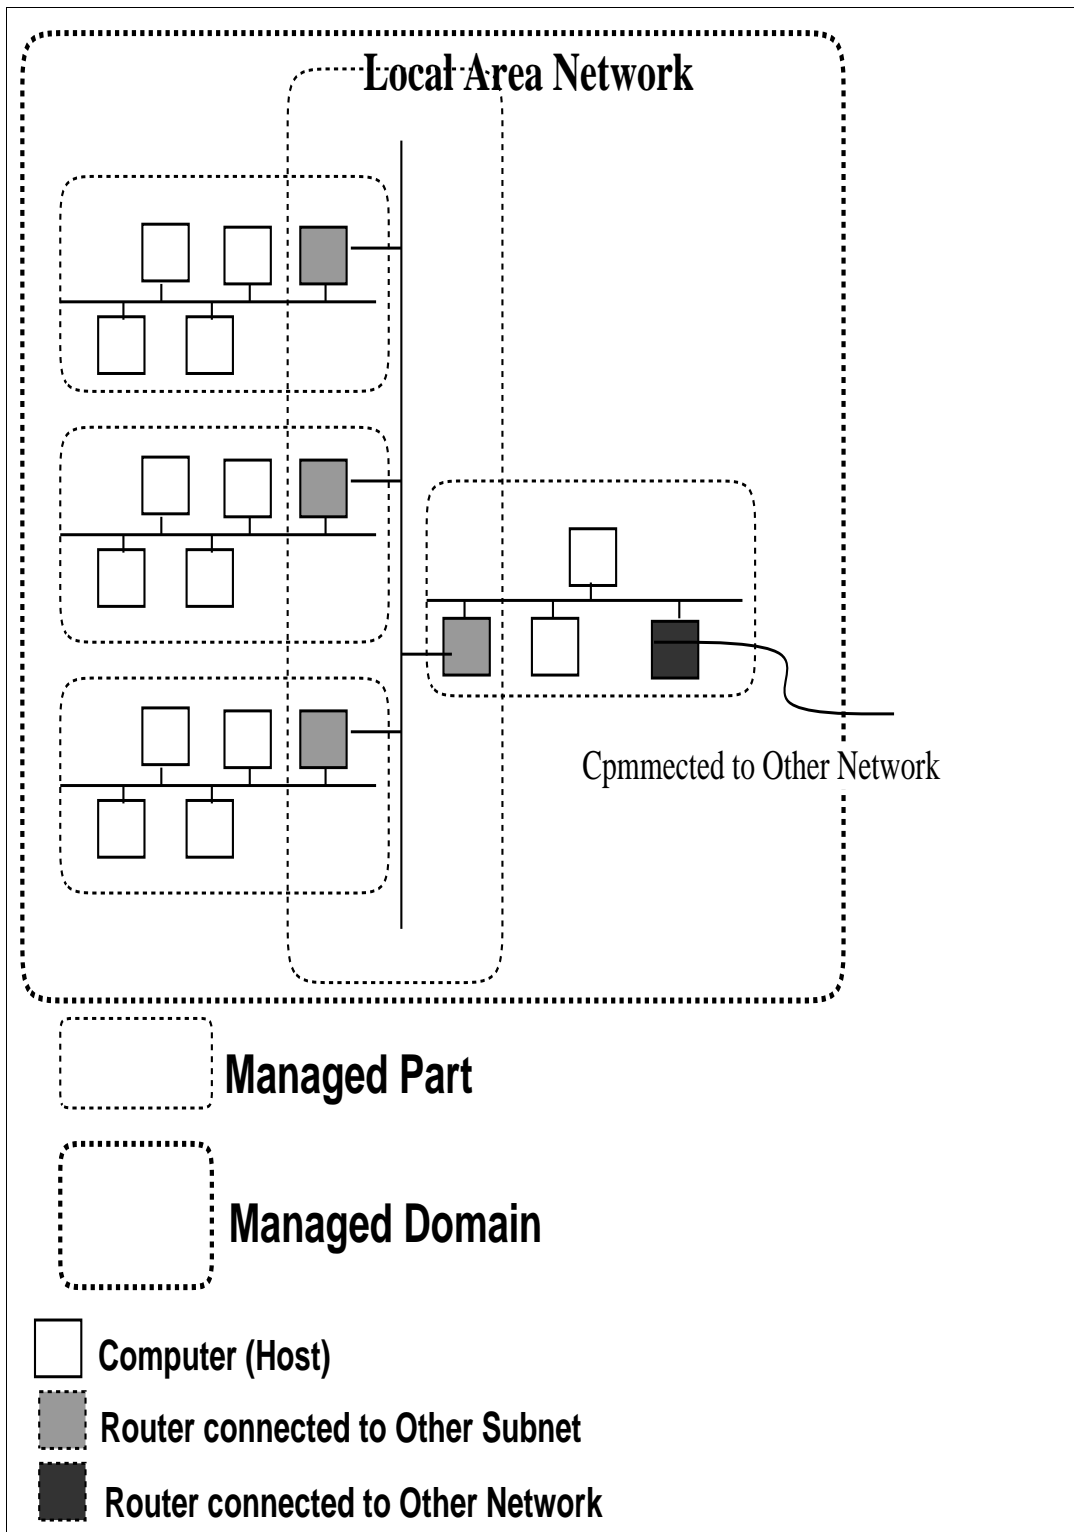 Local Area Network
Cpmmected to Other Network
Managed Part
Managed Domain
Computer (Host)
Router connected to Other Subnet
Router connected to Other Network